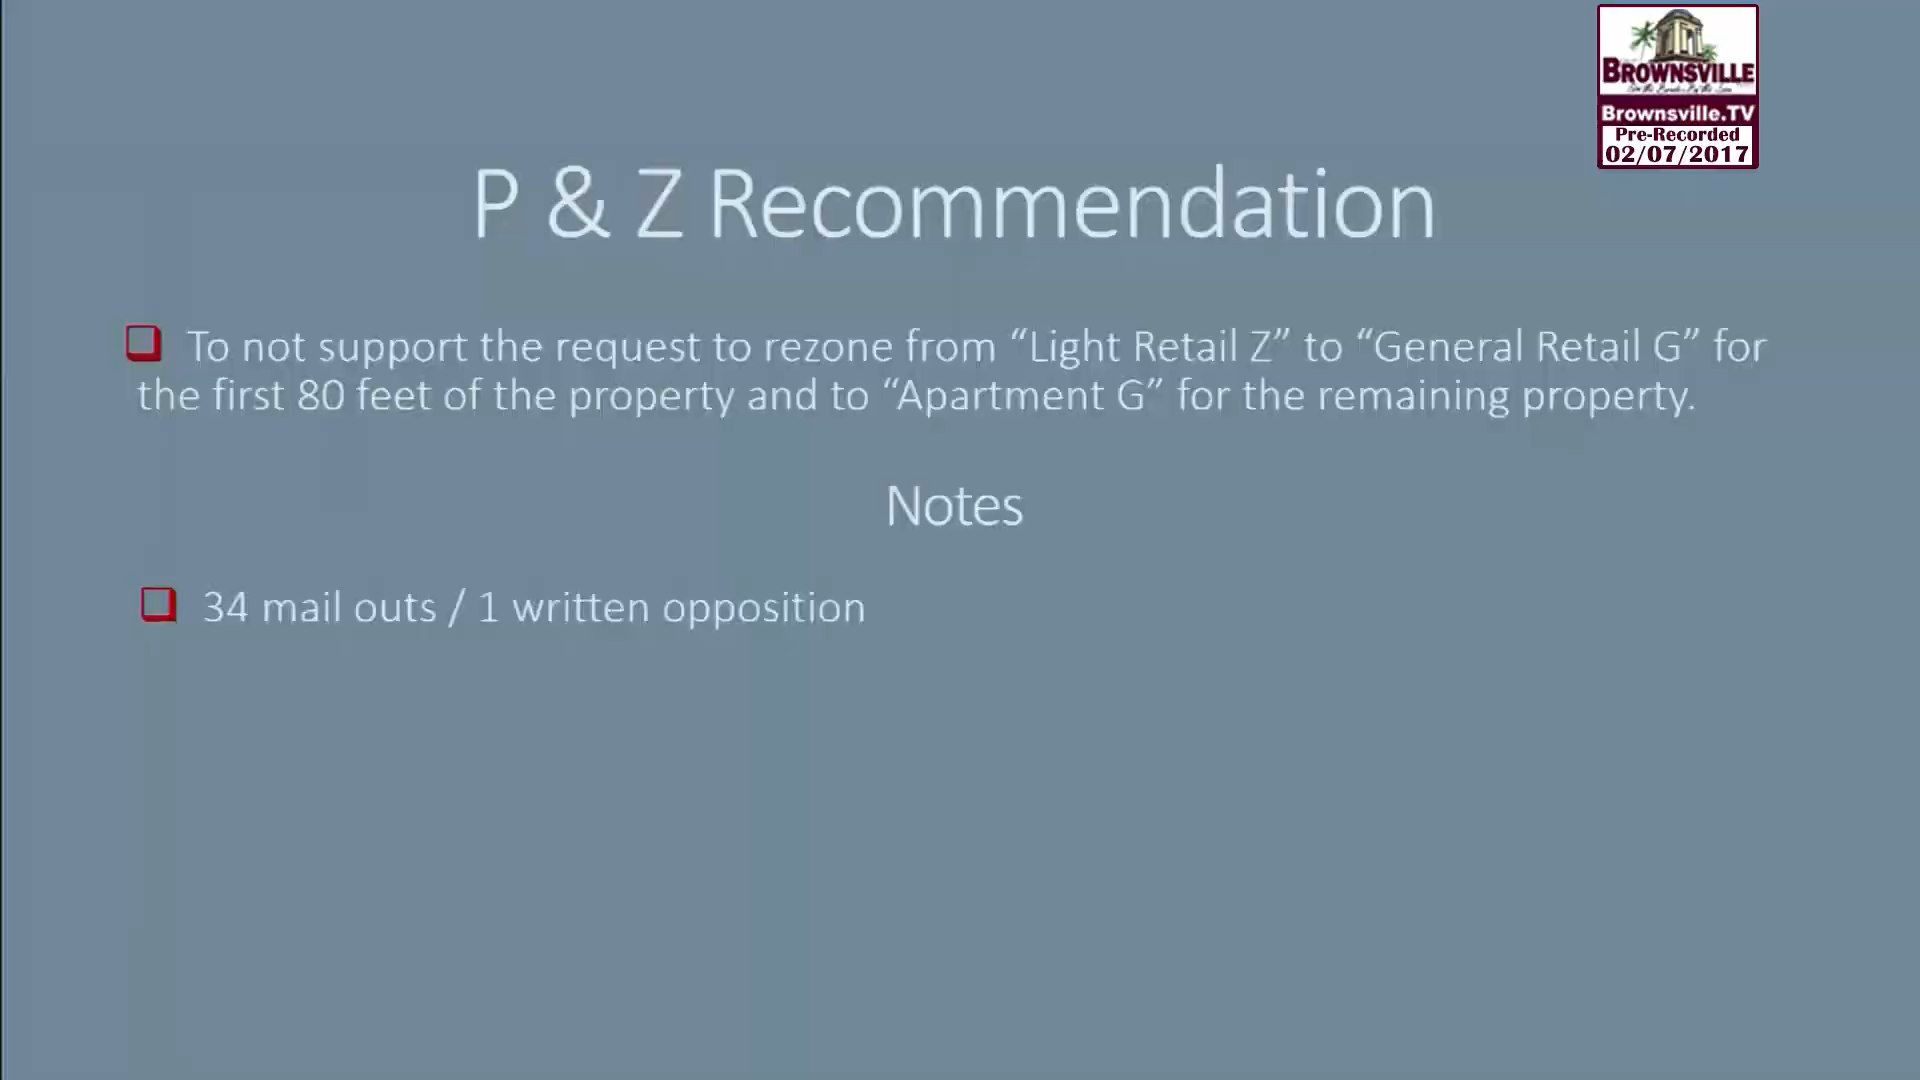 BROWNSVILLE
Brownsville.TV
Pre-Recorded
02/07/2017
P & Z Recommendation
To not support the request to rezone from “Light Retail Z” to “General Retail G” for
the first 80 feet of the property and to “Apartment G” for the remaining property.
Notes
34 mail outs / 1 written opposition